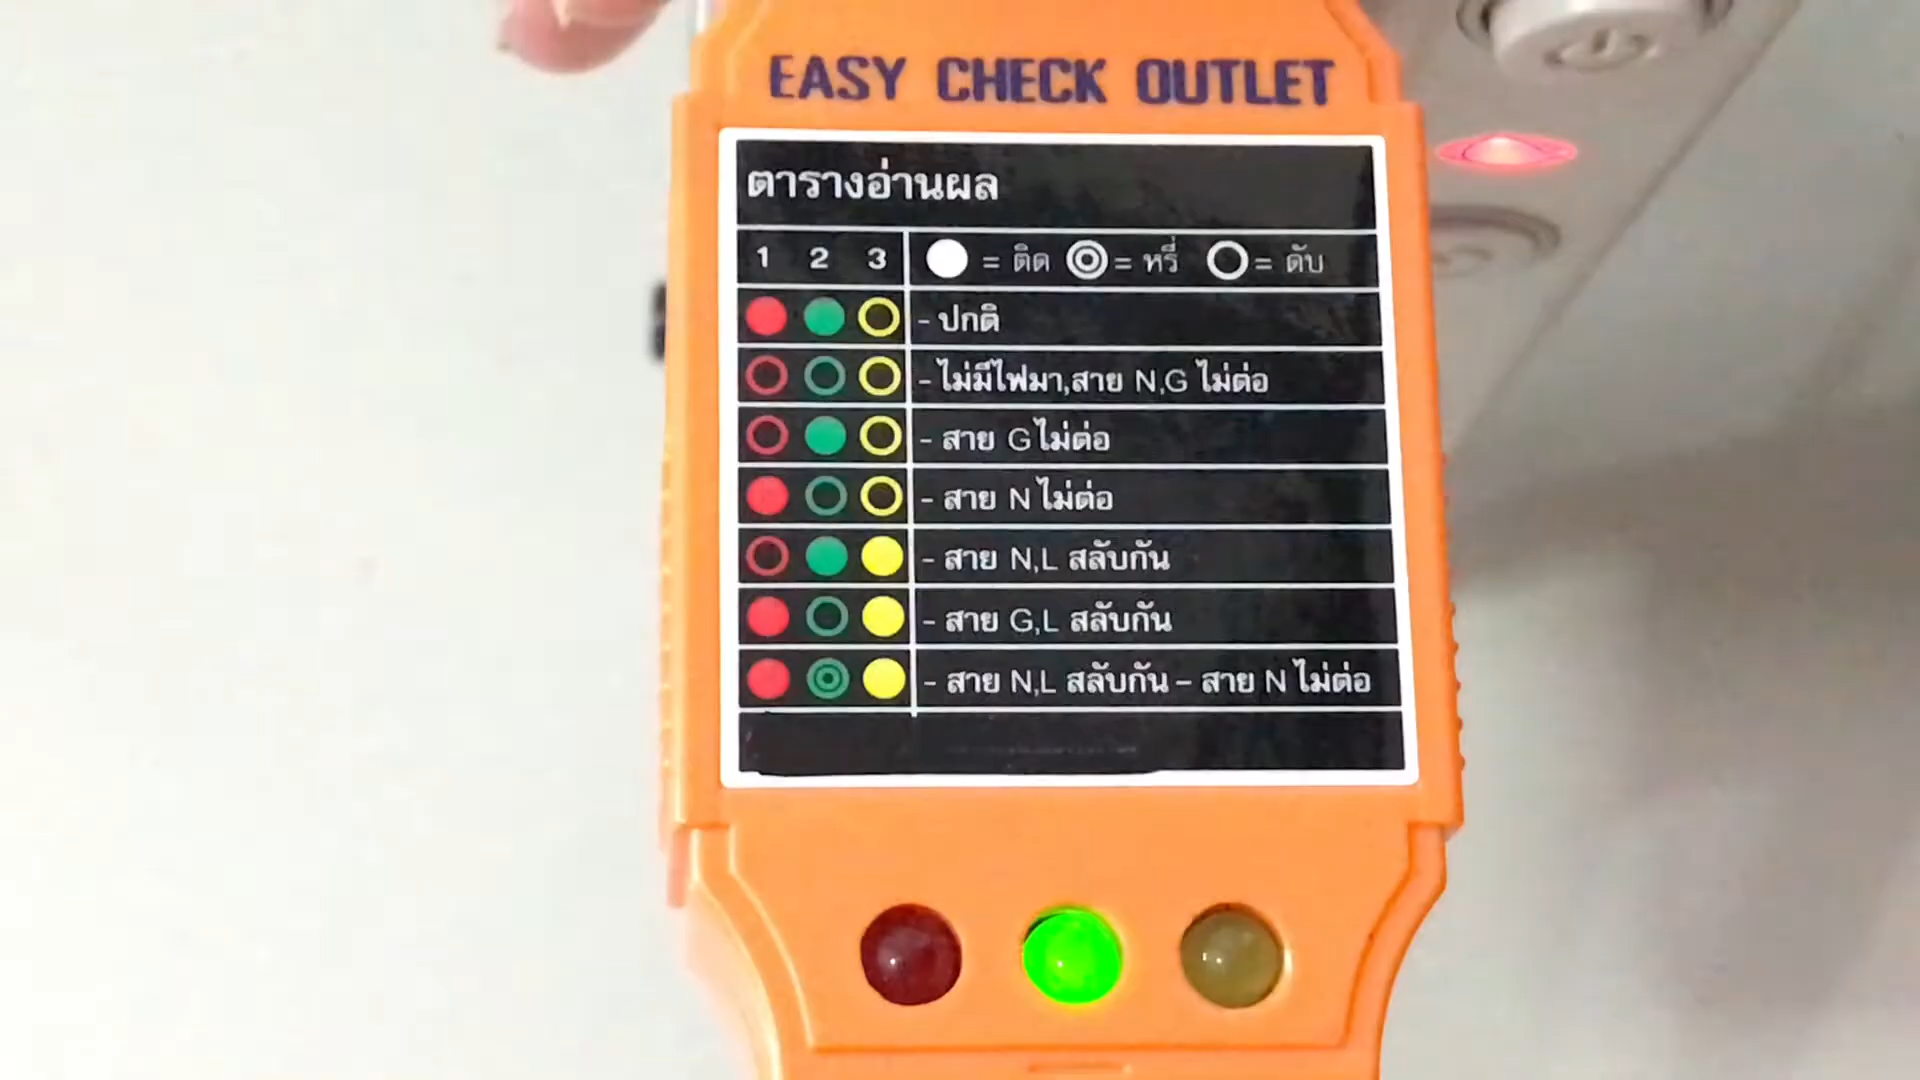 EASY CHECK OUTLET
ตารางอ่านผล
1 2 3 = ติด = หรี่ = ดับ
- ปกติ
- ไม่มีไฟมา,สาย N,G ไม่ต่อ
- สาย G ไม่ต่อ
- สาย N ไม่ต่อ
- สาย N,L สลับกัน
- สาย G,L สลับกัน
- สาย N,L สลับกัน – สาย N ไม่ต่อ